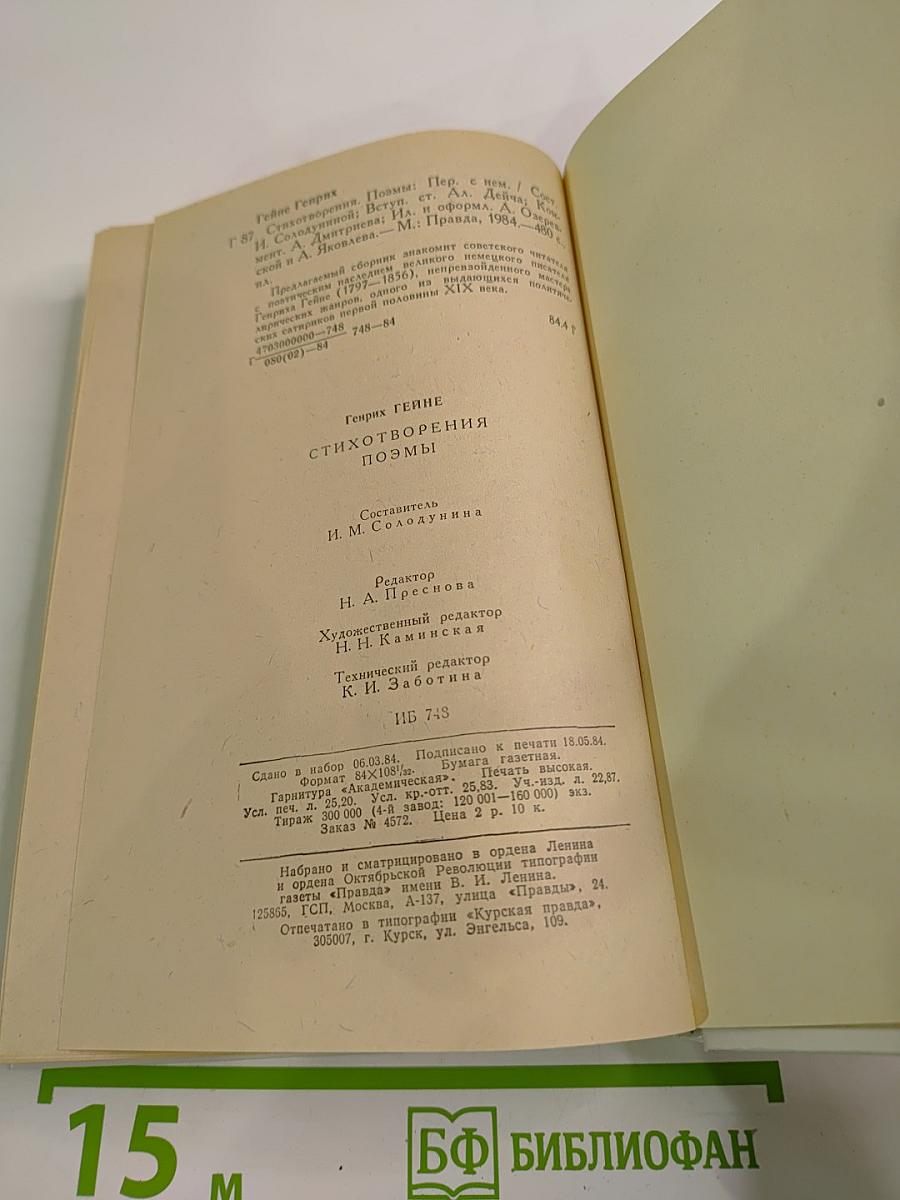 Гейне Генрих
Г 87 Стихотворения. Поэмы: Пер. с нем. / Сост.
И. Солодуниной; Вступ. ст. Ал. Дейча; Ком-
мент. А. Дмитриева; Ил. и оформл. А. Озерев-
ской и А. Яковлева.— М.: Правда, 1984.—480 с.,
ил.
Предлагаемый сборник знакомит советского читателя
с поэтическим наследием великого немецкого писателя
Генриха Гейне (1797—1856), непревзойденного мастера
лирических жанров, одного из выдающихся политиче-
ских сатириков первой половины XIX века.
Г 4703000000—748 748—84 84.4 Г
080(02)—84
Генрих ГЕЙНЕ
СТИХОТВОРЕНИЯ
ПОЭМЫ
Составитель
И. М. Солодунина
Редактор
Н. А. Преснова
Художественный редактор
Н. Н. Каминская
Технический редактор
К. И. Заботина
ИБ 748
Сдано в набор 06.03.84. Подписано к печати 18.05.84.
Формат 84×108¹/₃₂. Бумага газетная.
Гарнитура «Академическая». Печать высокая.
Усл. печ. л. 25,20. Усл. кр.-отт. 25,83. Уч.-изд. л. 22,87.
Тираж 300 000 (4-й завод: 120 001—160 000) экз.
Заказ № 4572. Цена 2 р. 10 к.
Набрано и сматрицировано в ордена Ленина
и ордена Октябрьской Революции типографии
газеты «Правда» имени В. И. Ленина.
125865, ГСП, Москва, А-137, улица «Правды», 24.
Отпечатано в типографии «Курская правда»,
305007, г. Курск, ул. Энгельса, 109.
15 м
БФ БИБЛИОФАН